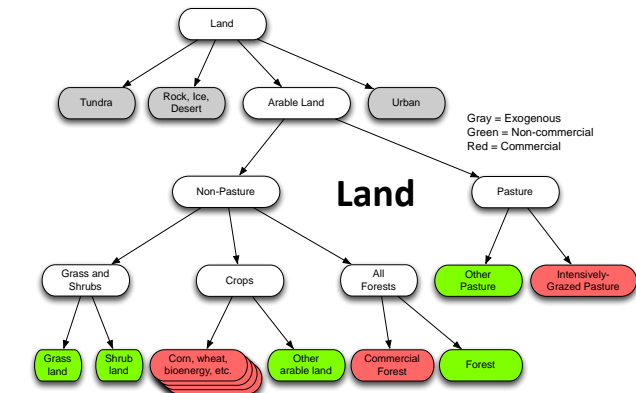 Land
Tundra
Rock, Ice,
Desert
Arable Land
Urban
Gray = Exogenous
Green = Non-commercial
Red = Commercial
Non-Pasture
Land
Pasture
Grass and
Shrubs
Crops
All
Forests
Other
Pasture
Intensively-
Grazed Pasture
Grass
land
Shrub
land
Corn, wheat,
bioenergy, etc.
Other
arable land
Commercial
Forest
Forest